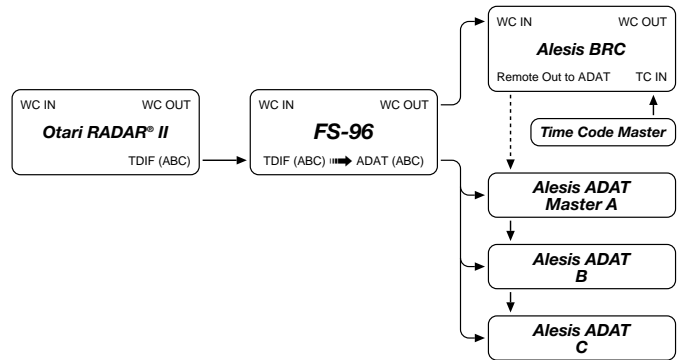 WC IN WC OUT
Otari RADAR® II
TDIF (ABC)
WC IN WC OUT
FS-96
TDIF (ABC) ADAT (ABC)
WC IN WC OUT
Alesis BRC
Remote Out to ADAT TC IN
Time Code Master
Alesis ADAT
Master A
Alesis ADAT
B
Alesis ADAT
C